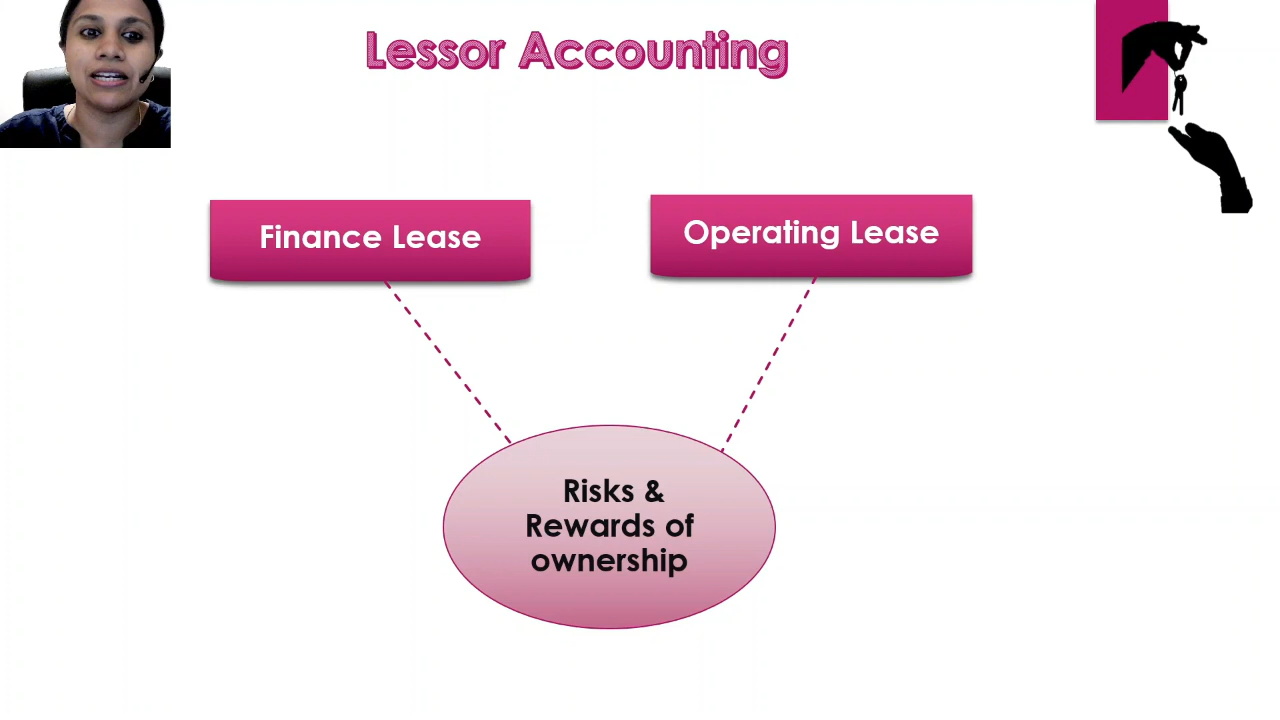 Lessor Accounting
Finance Lease
Operating Lease
Risks &
Rewards of
ownership